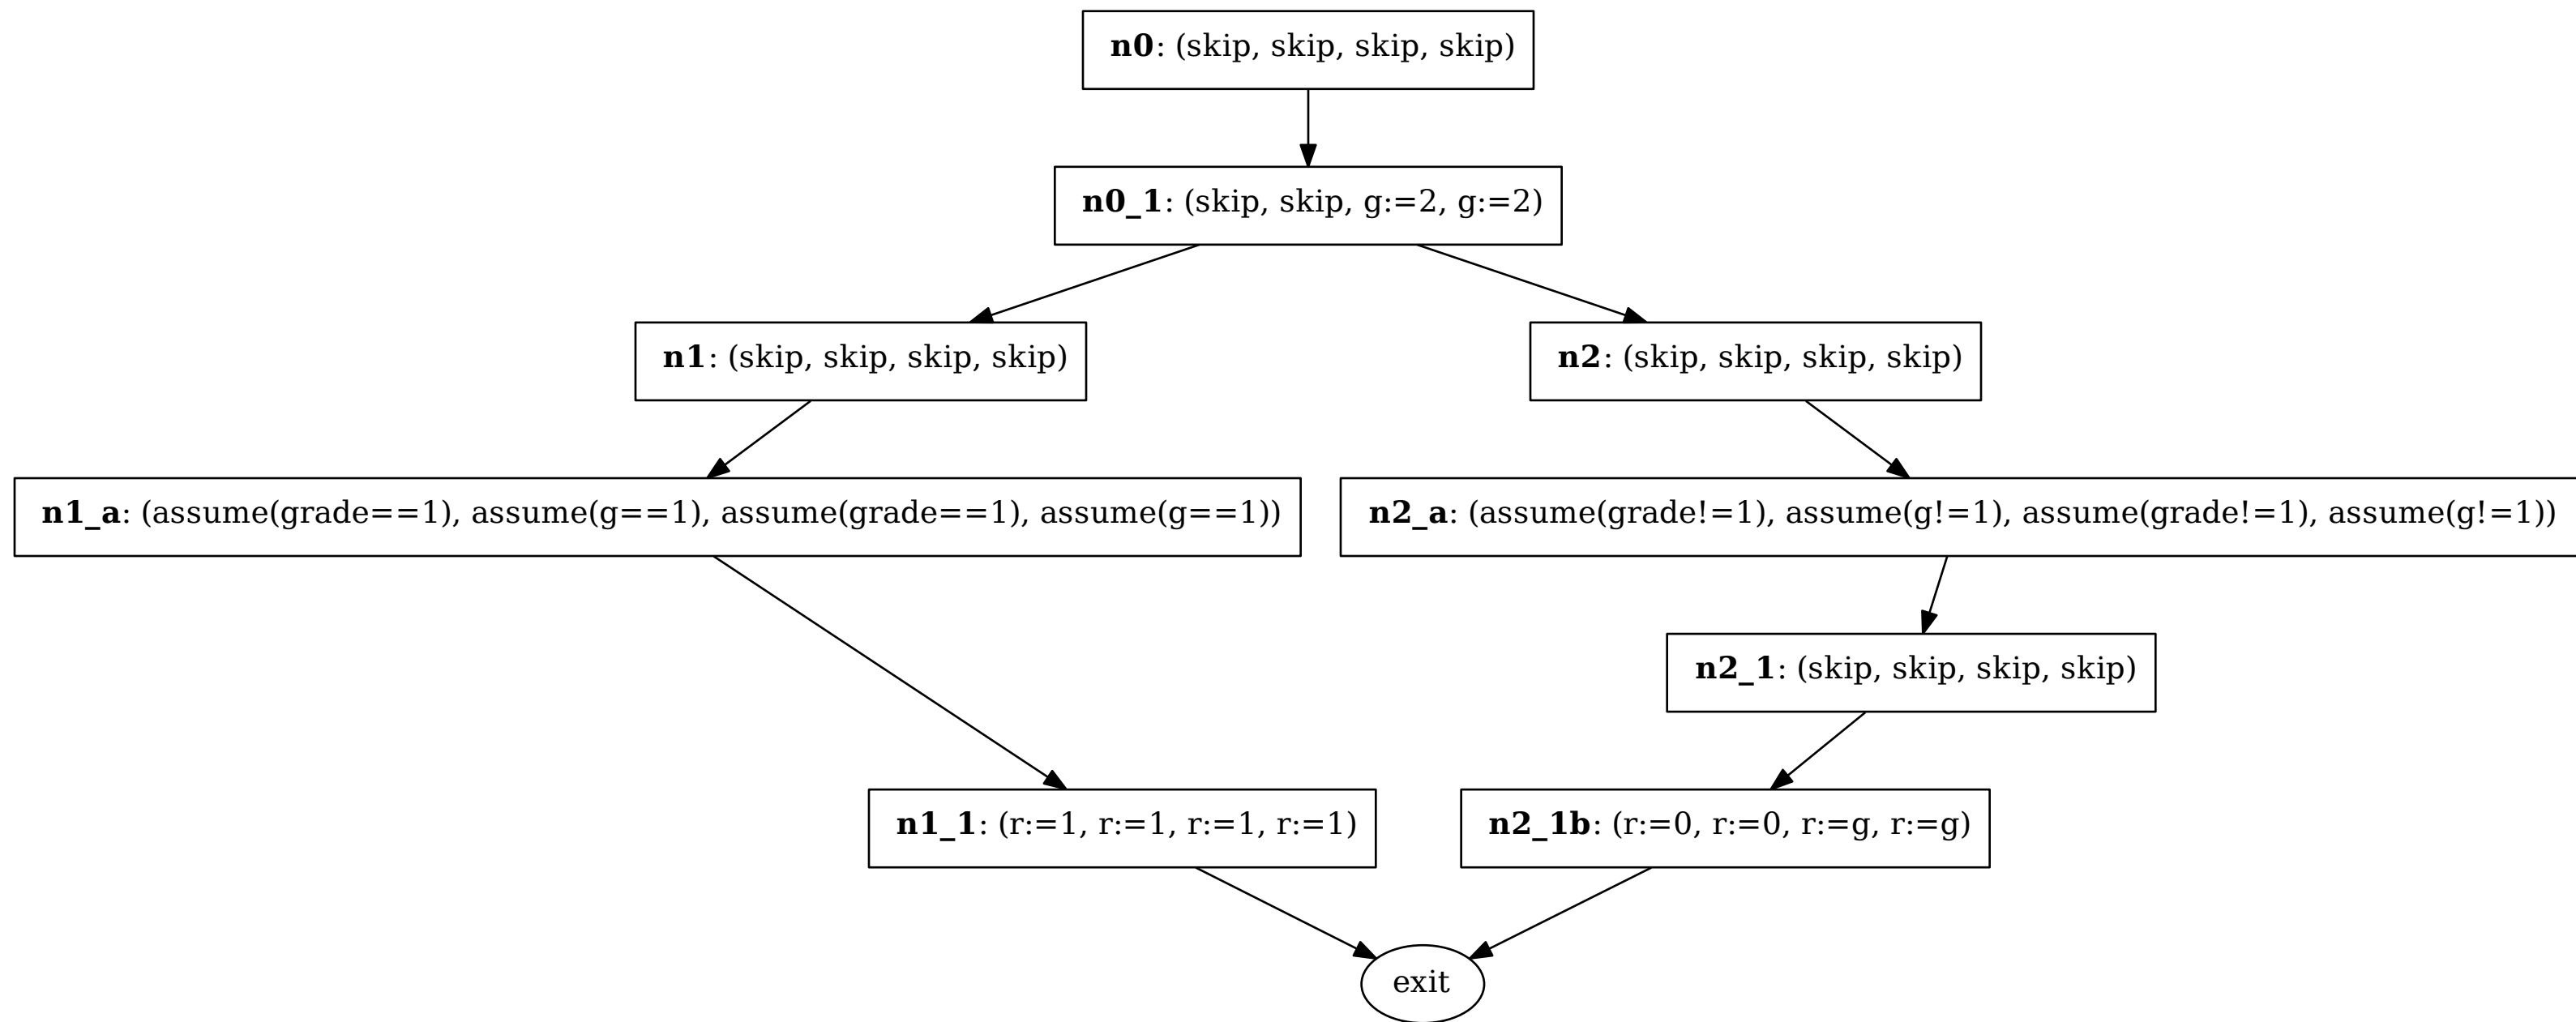 n0: (skip, skip, skip, skip)
n0_1: (skip, skip, g:=2, g:=2)
n1: (skip, skip, skip, skip)
n2: (skip, skip, skip, skip)
n1_a: (assume(grade==1), assume(g==1), assume(grade==1), assume(g==1))
n2_a: (assume(grade!=1), assume(g!=1), assume(grade!=1), assume(g!=1))
n2_1: (skip, skip, skip, skip)
n1_1: (r:=1, r:=1, r:=1, r:=1)
n2_1b: (r:=0, r:=0, r:=g, r:=g)
exit